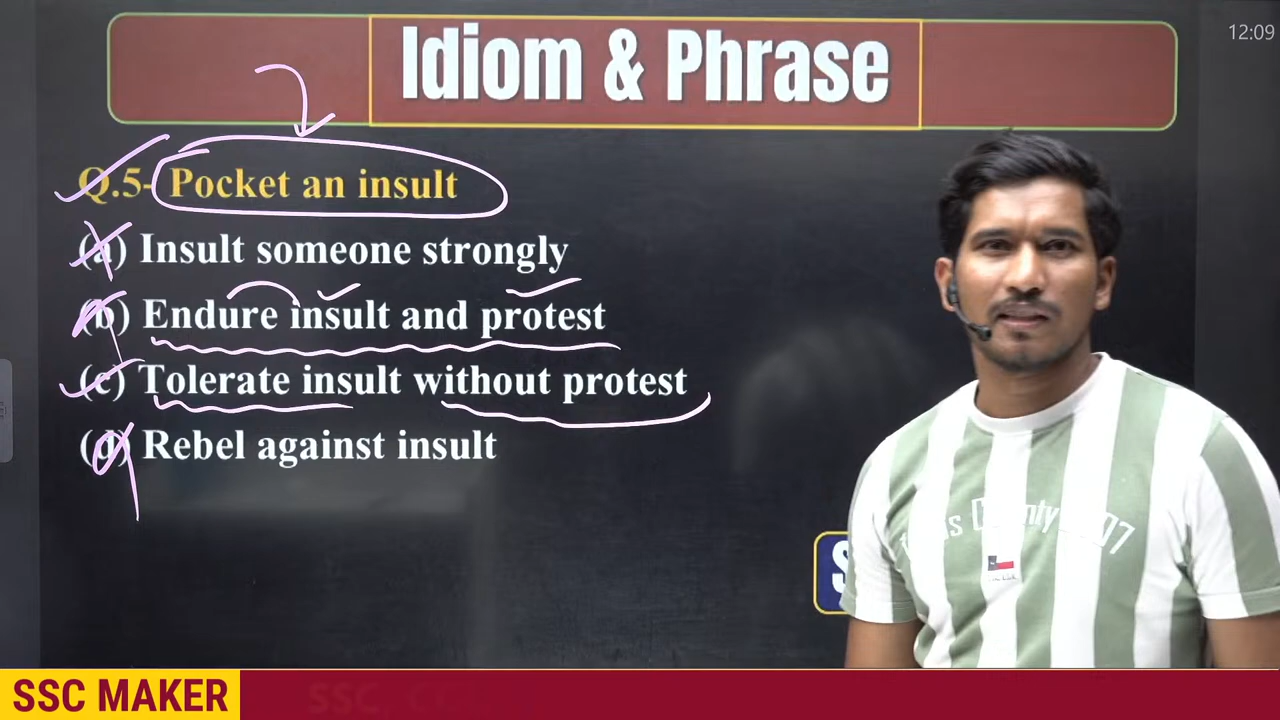 Idiom & Phrase
12:09
Q.5- Pocket an insult
(a) Insult someone strongly
(b) Endure insult and protest
(c) Tolerate insult without protest
(d) Rebel against insult
SSC MAKER